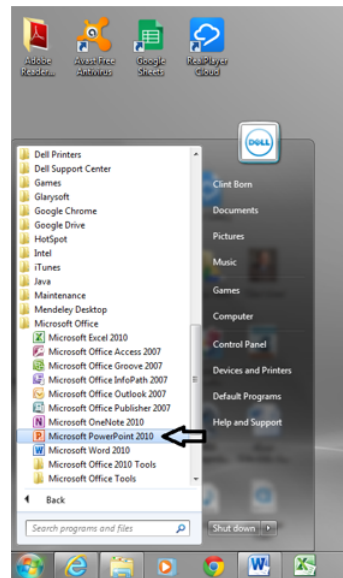 Adobe Reader... Avast Free Antivirus Google Sheets RealPlayer Cloud
DELL
Dell Printers
Dell Support Center
Games
Glarysoft
Google Chrome
Google Drive
HotSpot
Intel
iTunes
Java
Maintenance
Mendeley Desktop
Microsoft Office
Microsoft Excel 2010
Microsoft Office Access 2007
Microsoft Office Groove 2007
Microsoft Office InfoPath 2007
Microsoft Office Outlook 2007
Microsoft Office Publisher 2007
Microsoft OneNote 2010
Microsoft PowerPoint 2010
Microsoft Word 2010
Microsoft Office 2010 Tools
Microsoft Office Tools
Back
Search programs and files
Clint Born
Documents
Pictures
Music
Games
Computer
Control Panel
Devices and Printers
Default Programs
Help and Support
Shut down